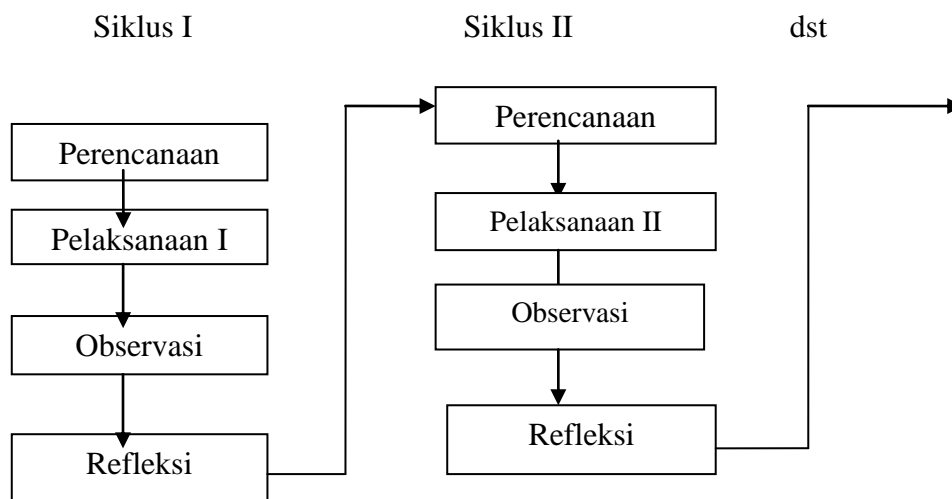 Siklus I
Siklus II
dst
Perencanaan
Pelaksanaan I
Observasi
Refleksi
Perencanaan
Pelaksanaan II
Observasi
Refleksi